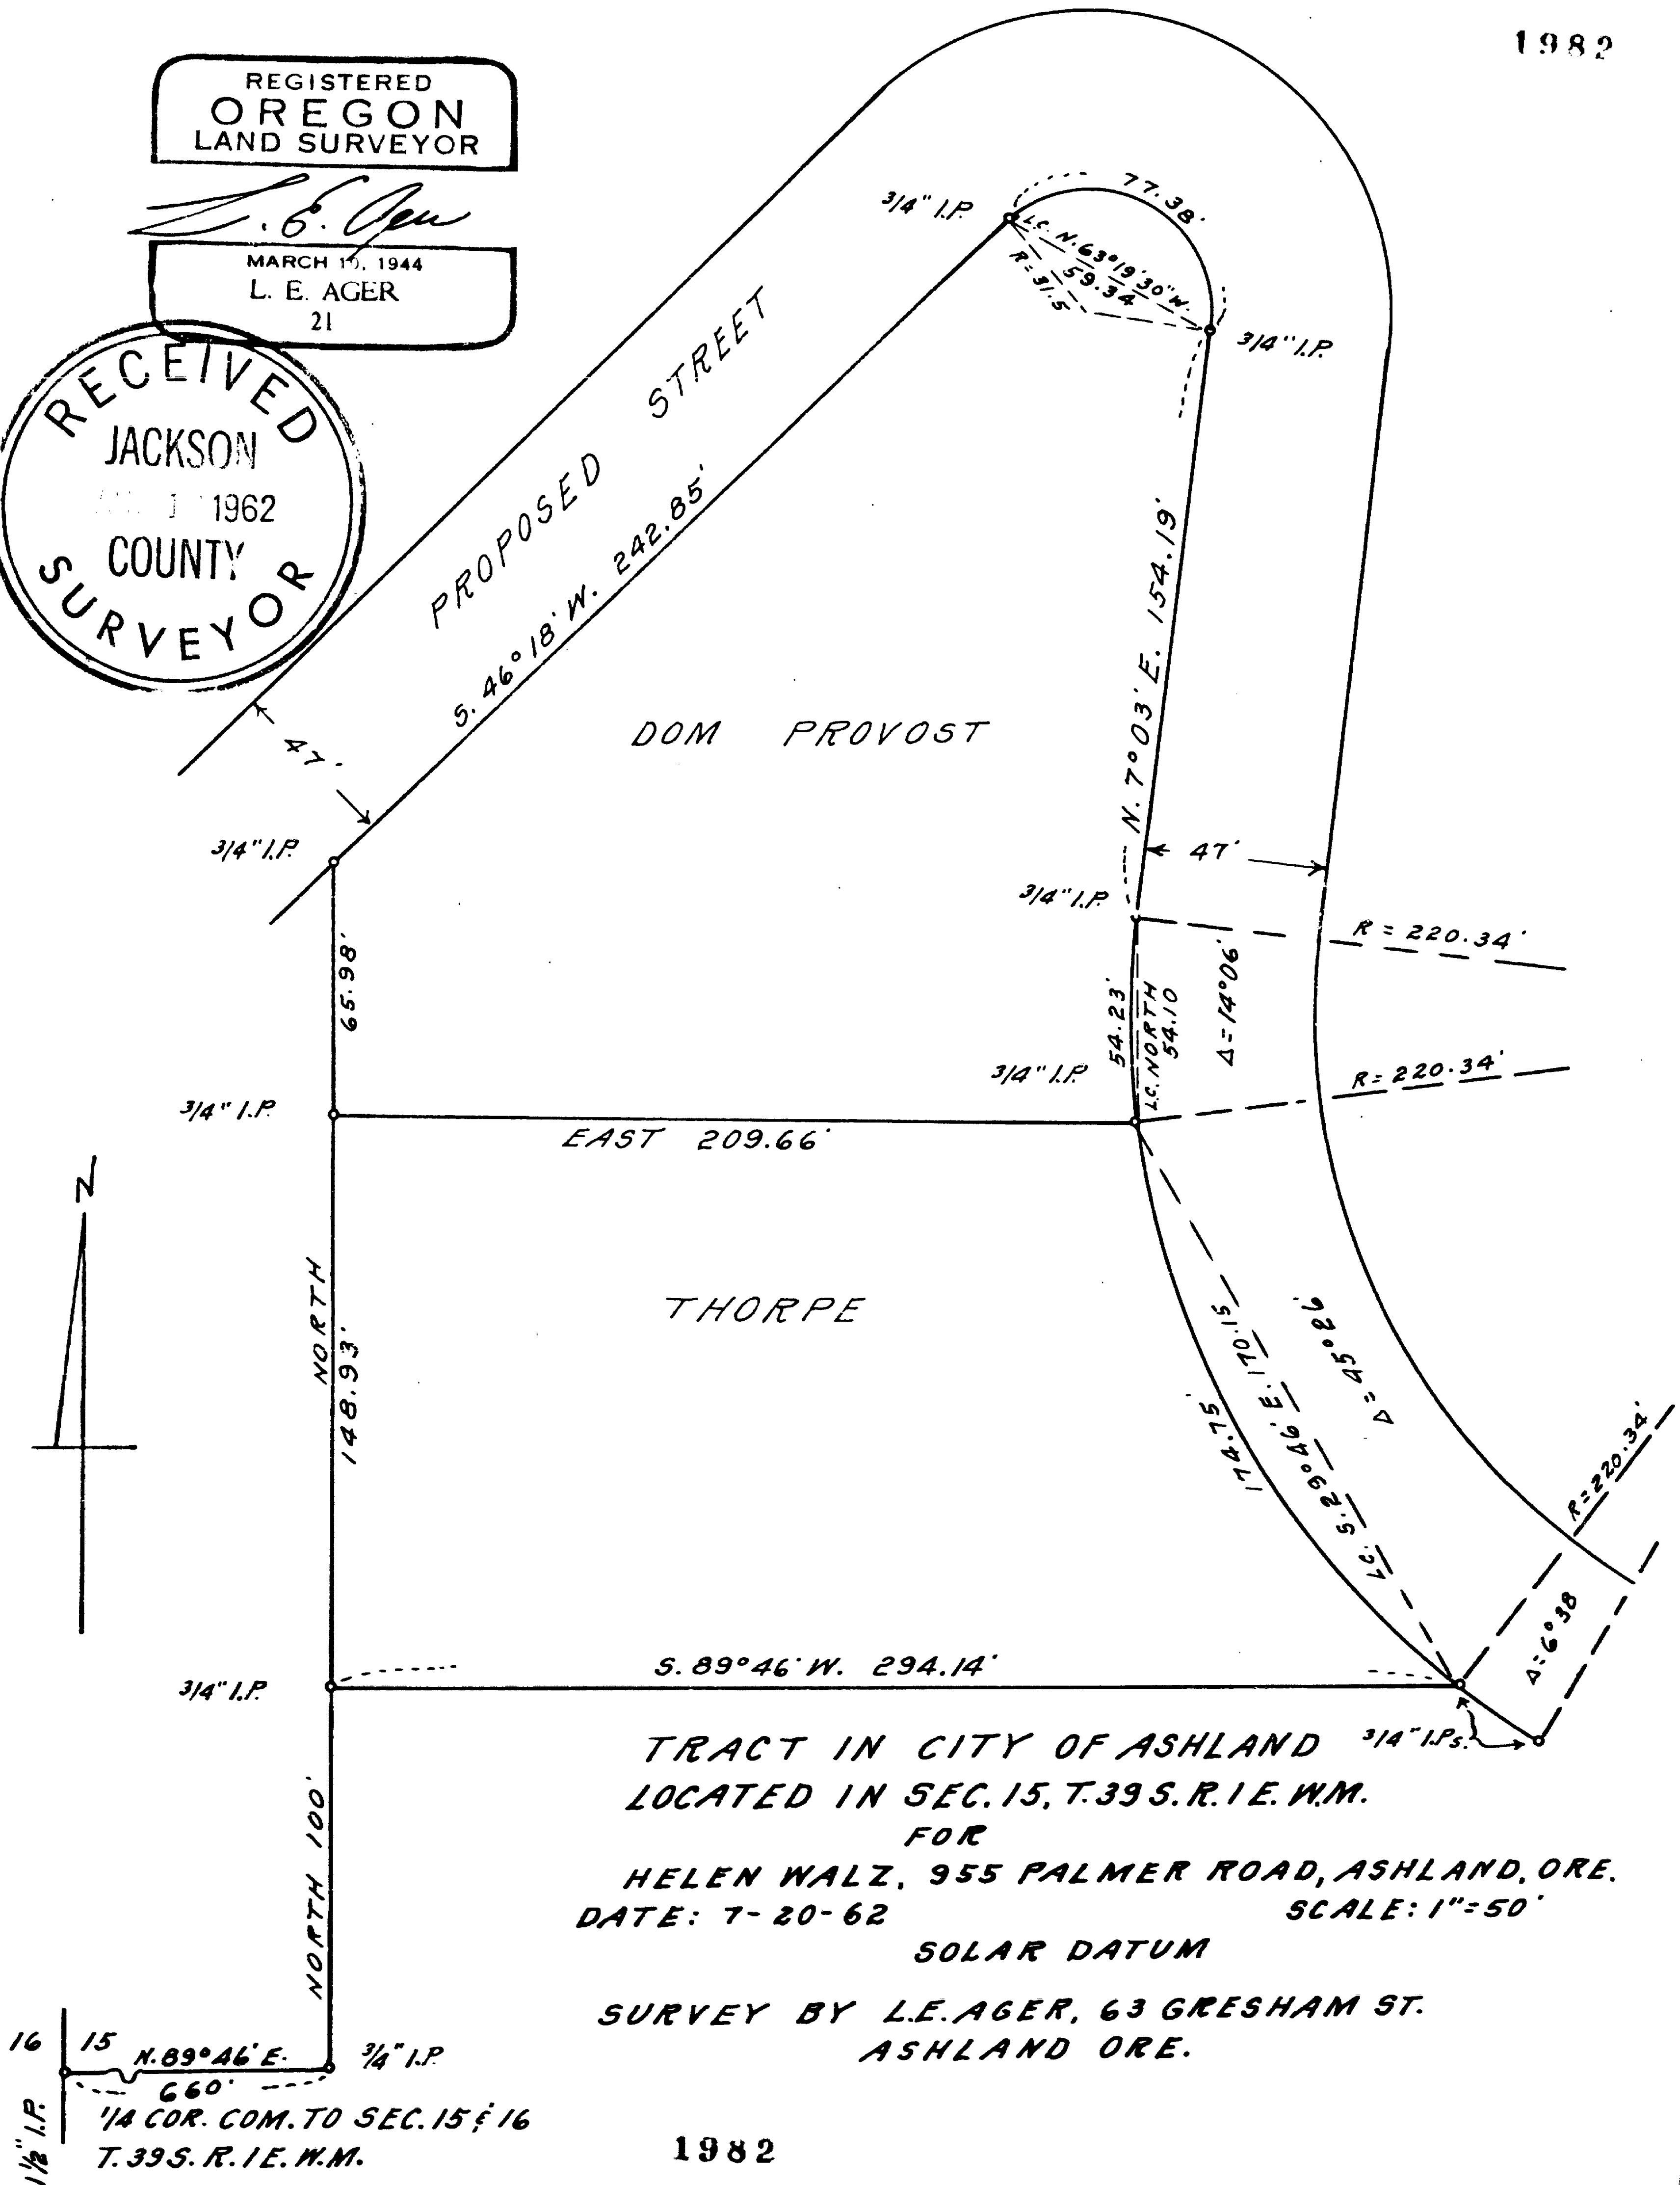 1982
REGISTERED
OREGON
LAND SURVEYOR
MARCH 10, 1944
L. E. AGER
21
RECEIVED
JACKSON
1962
COUNTY
SURVEYOR
3/4" I.P.
77.38'
L.C. N.63°19'30"W.
59.34
R=31.5
3/4" I.P.
PROPOSED STREET
S. 46°18' W. 242.85'
N. 7°03' E. 154.19'
47'
DOM PROVOST
3/4" I.P.
47'
3/4" I.P.
R = 220.34'
65.98'
54.23'
L.C. NORTH
54.10
Δ=14°06'
3/4" I.P.
R= 220.34'
3/4" I.P.
EAST 209.66'
N
THORPE
NORTH
148.93'
174.75'
L.C. S. 29°46' E. 170.15
Δ=45°26'
R=220.34'
Δ=6°38
3/4" I.P.
S. 89°46' W. 294.14'
3/4" I.P.s.
TRACT IN CITY OF ASHLAND
LOCATED IN SEC. 15, T. 39 S. R. 1 E. W.M.
FOR
HELEN WALZ, 955 PALMER ROAD, ASHLAND, ORE.
DATE: 7-20-62 SCALE: 1"=50'
SOLAR DATUM
SURVEY BY L.E. AGER, 63 GRESHAM ST.
ASHLAND ORE.
NORTH 100'
16 15
N. 89°46' E.
660'
3/4" I.P.
1 1/2" I.P.
1/4 COR. COM. TO SEC. 15 & 16
T. 39 S. R. 1 E. W.M.
1982